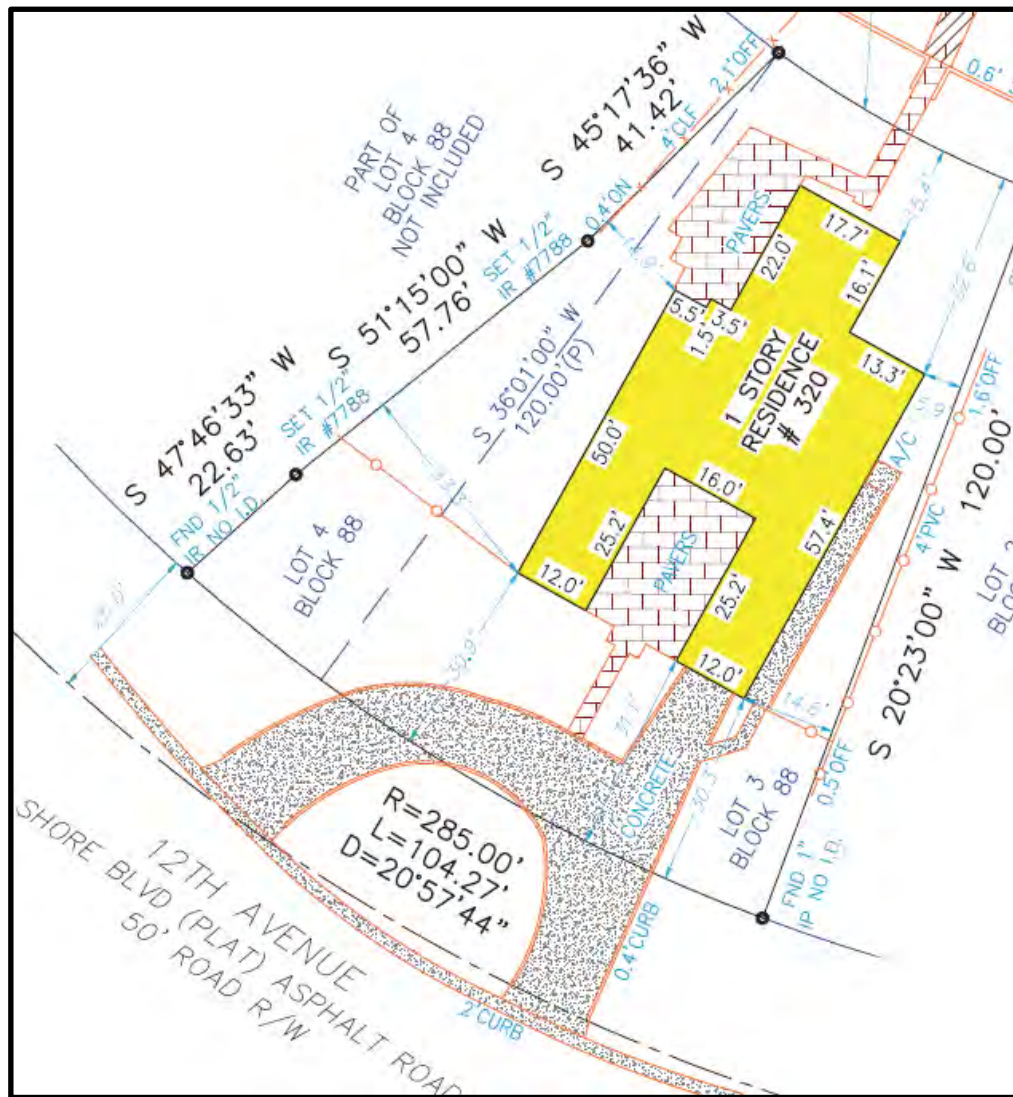 S 45°17'36" W
41.42'
4'CLF
2.1'OFF
0.6'
PART OF
LOT 4
BLOCK 88
NOT INCLUDED
0.4'ON
SET 1/2"
IR #7788
S 51°15'00" W
57.76'
PAVERS
17.7'
15.4'
22.0'
16.1'
5.5'
1.5'
3.5'
1 STORY
RESIDENCE
# 320
13.3'
1.6'OFF
S 36°01'00" W
120.00'(P)
S 47°46'33" W
22.63'
SET 1/2"
IR #7788
50.0'
A/C
16.0'
57.4'
4'PVC
120.00'
S 20°23'00" W
FND 1/2"
IR NO I.D.
LOT 4
BLOCK 88
25.2'
PAVERS
25.2'
12.0'
12.0'
14.6'
30.9'
30.3'
CONCRETE
0.5'OFF
LOT 3
BLOCK 88
R=285.00'
L=104.27'
D=20°57'44"
FND 1"
IP NO I.D.
0.4'CURB
12TH AVENUE
SHORE BLVD (PLAT) ASPHALT ROAD
50' ROAD R/W
2'CURB